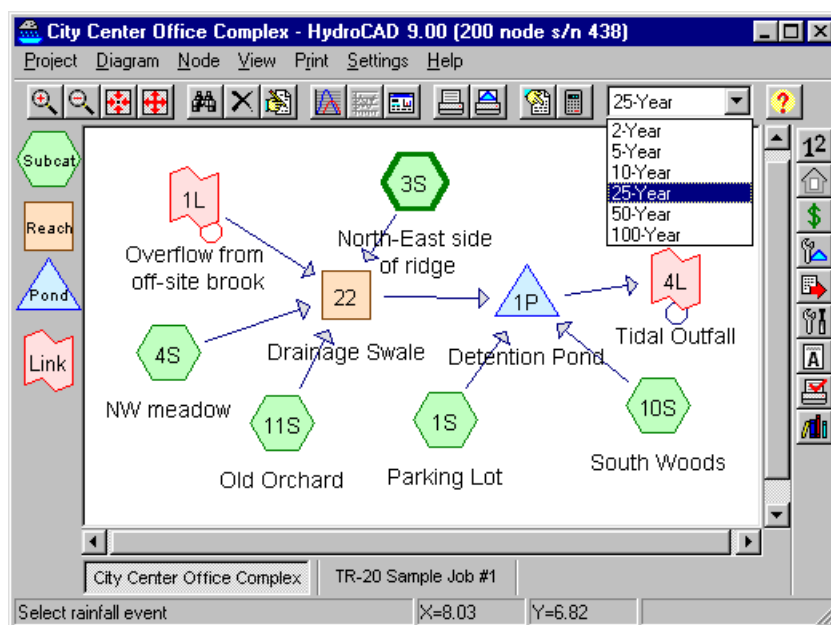 City Center Office Complex - HydroCAD 9.00 (200 node s/n 438)
Project Diagram Node View Print Settings Help
25-Year
?
2-Year
5-Year
10-Year
25-Year
50-Year
100-Year
Subcat
Reach
Pond
Link
1L
Overflow from
off-site brook
3S
North-East side
of ridge
22
Drainage Swale
1P
Detention Pond
4L
Tidal Outfall
4S
NW meadow
11S
Old Orchard
1S
Parking Lot
10S
South Woods
12
$
A
City Center Office Complex TR-20 Sample Job #1
Select rainfall event X=8.03 Y=6.82